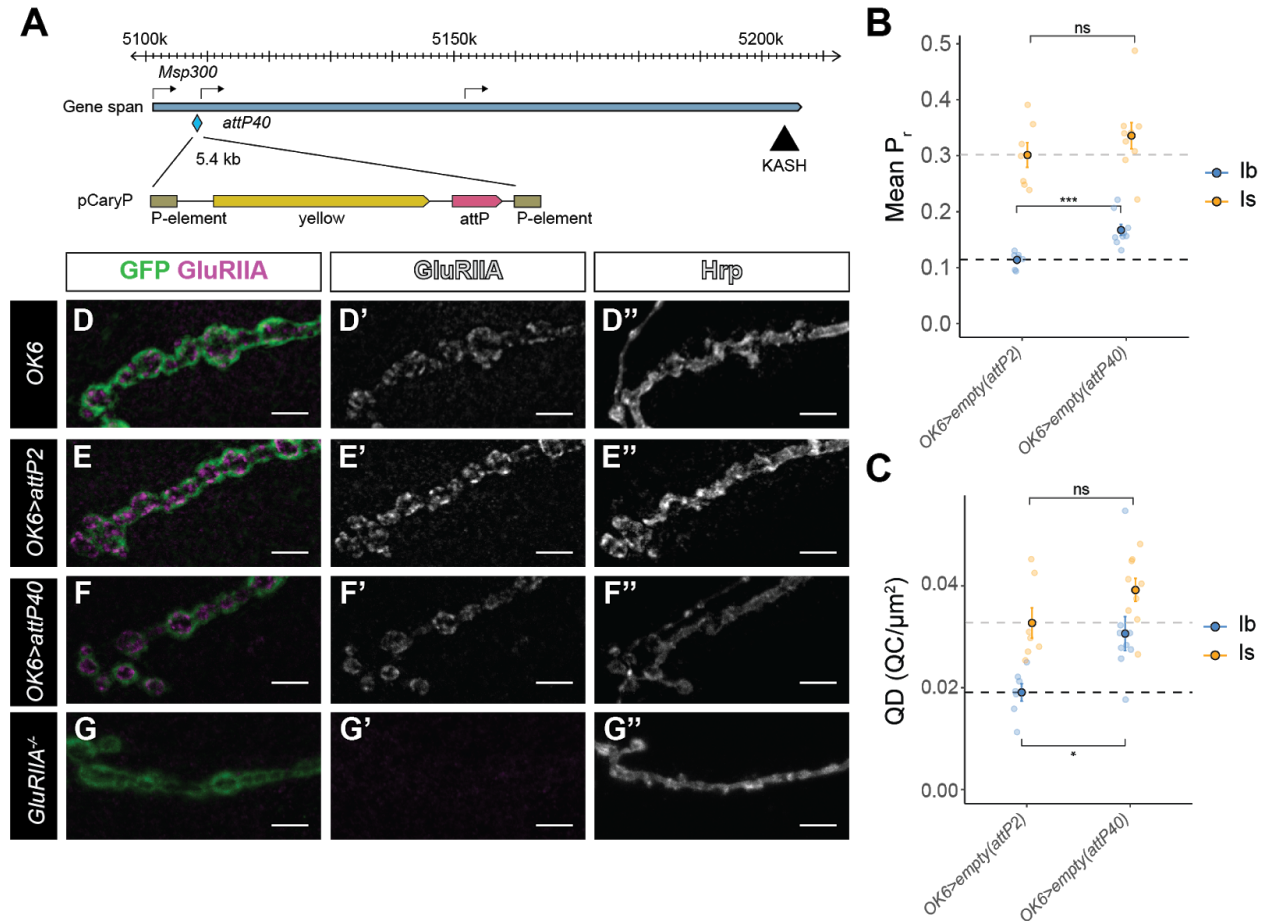 A
5100k 5150k 5200k
Msp300
Gene span
attP40
5.4 kb
KASH
pCaryP
P-element yellow attP P-element
GFP GluRIIA GluRIIA Hrp
OK6
D D' D"
OK6>attP2
E E' E"
OK6>attP40
F F' F"
GluRIIA-/-
G G' G"
B
ns
0.5
0.4
0.3
0.2
0.1
0.0
Mean Pr
***
Ib
Is
OK6>empty(attP2)
OK6>empty(attP40)
C
ns
0.04
0.02
0.00
QD (QC/μm²)
*
Ib
Is
OK6>empty(attP2)
OK6>empty(attP40)